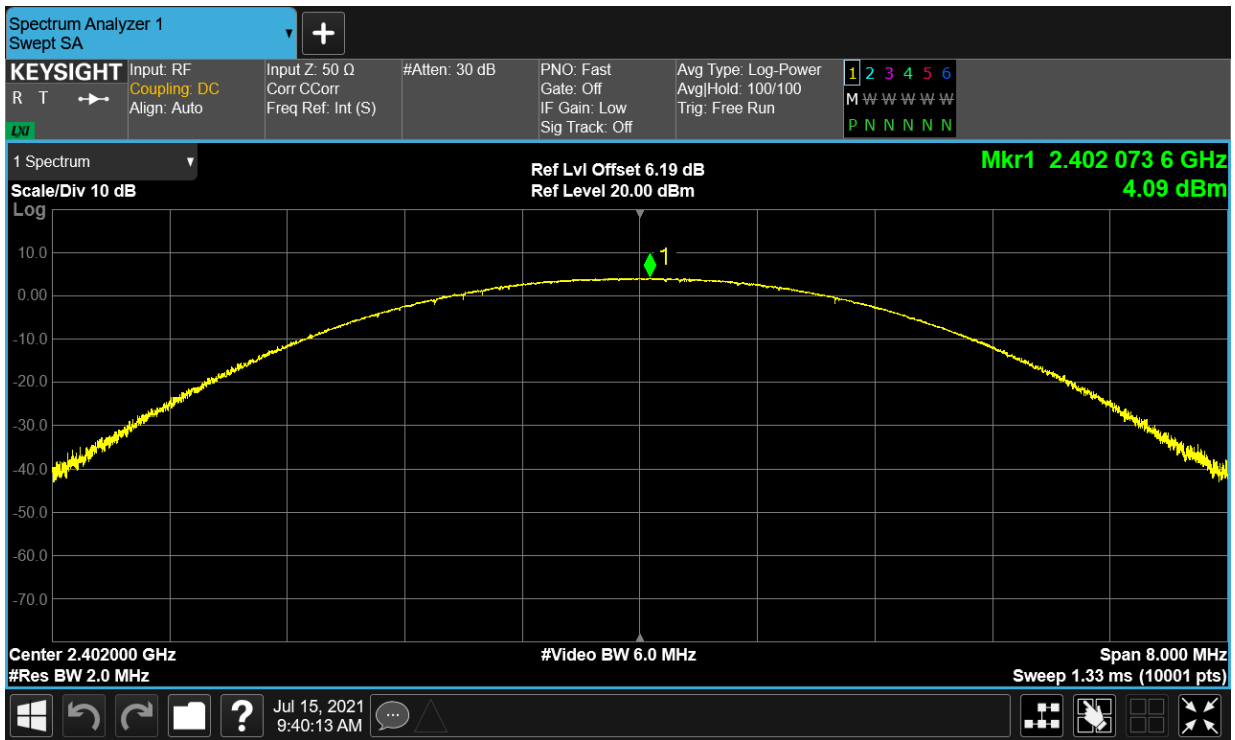 Spectrum Analyzer 1
Swept SA
KEYSIGHT
R T
LXI
Input: RF
Coupling: DC
Align: Auto
Input Z: 50 Ω
Corr CCorr
Freq Ref: Int (S)
#Atten: 30 dB
PNO: Fast
Gate: Off
IF Gain: Low
Sig Track: Off
Avg Type: Log-Power
Avg|Hold: 100/100
Trig: Free Run
1 2 3 4 5 6
M W W W W W
P N N N N N
1 Spectrum
Scale/Div 10 dB
Log
Ref Lvl Offset 6.19 dB
Ref Level 20.00 dBm
Mkr1 2.402 073 6 GHz
4.09 dBm
10.0
1
0.00
-10.0
-20.0
-30.0
-40.0
-50.0
-60.0
-70.0
Center 2.402000 GHz
#Res BW 2.0 MHz
#Video BW 6.0 MHz
Span 8.000 MHz
Sweep 1.33 ms (10001 pts)
?
Jul 15, 2021
9:40:13 AM